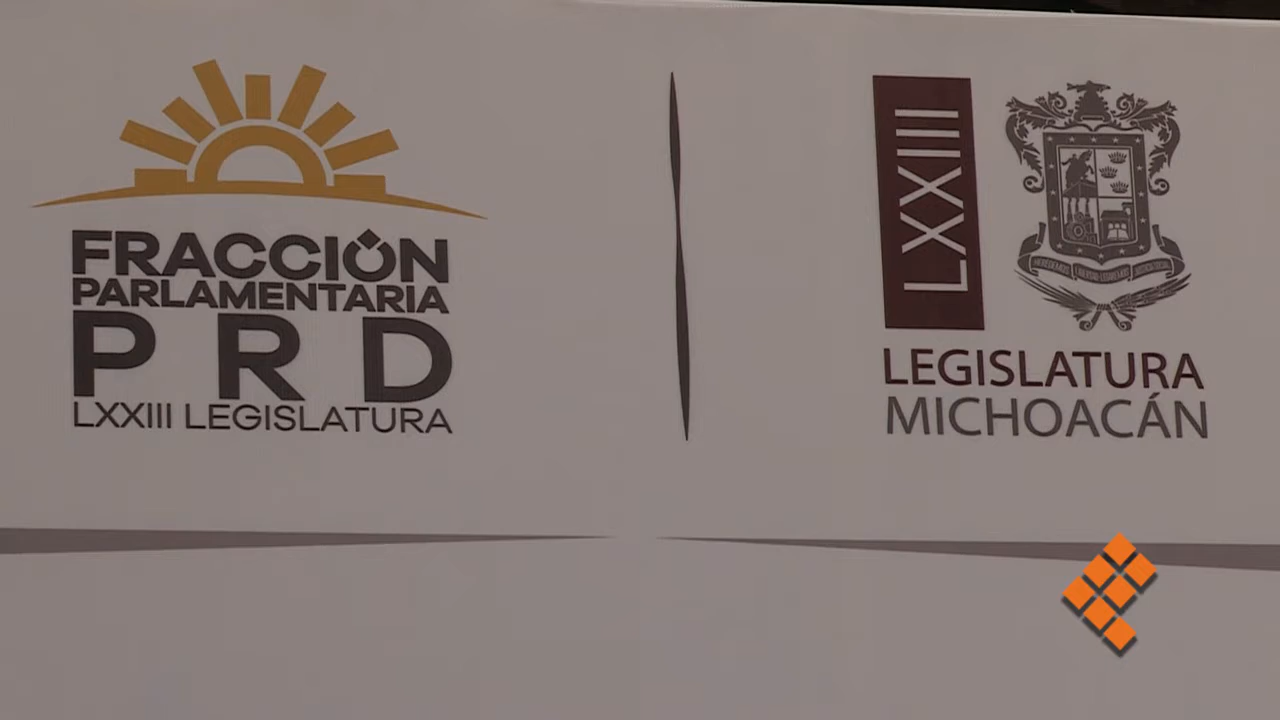 FRACCIÓN
PARLAMENTARIA
PRD
LXXIII LEGISLATURA
LXXIII
LEGISLATURA
MICHOACÁN